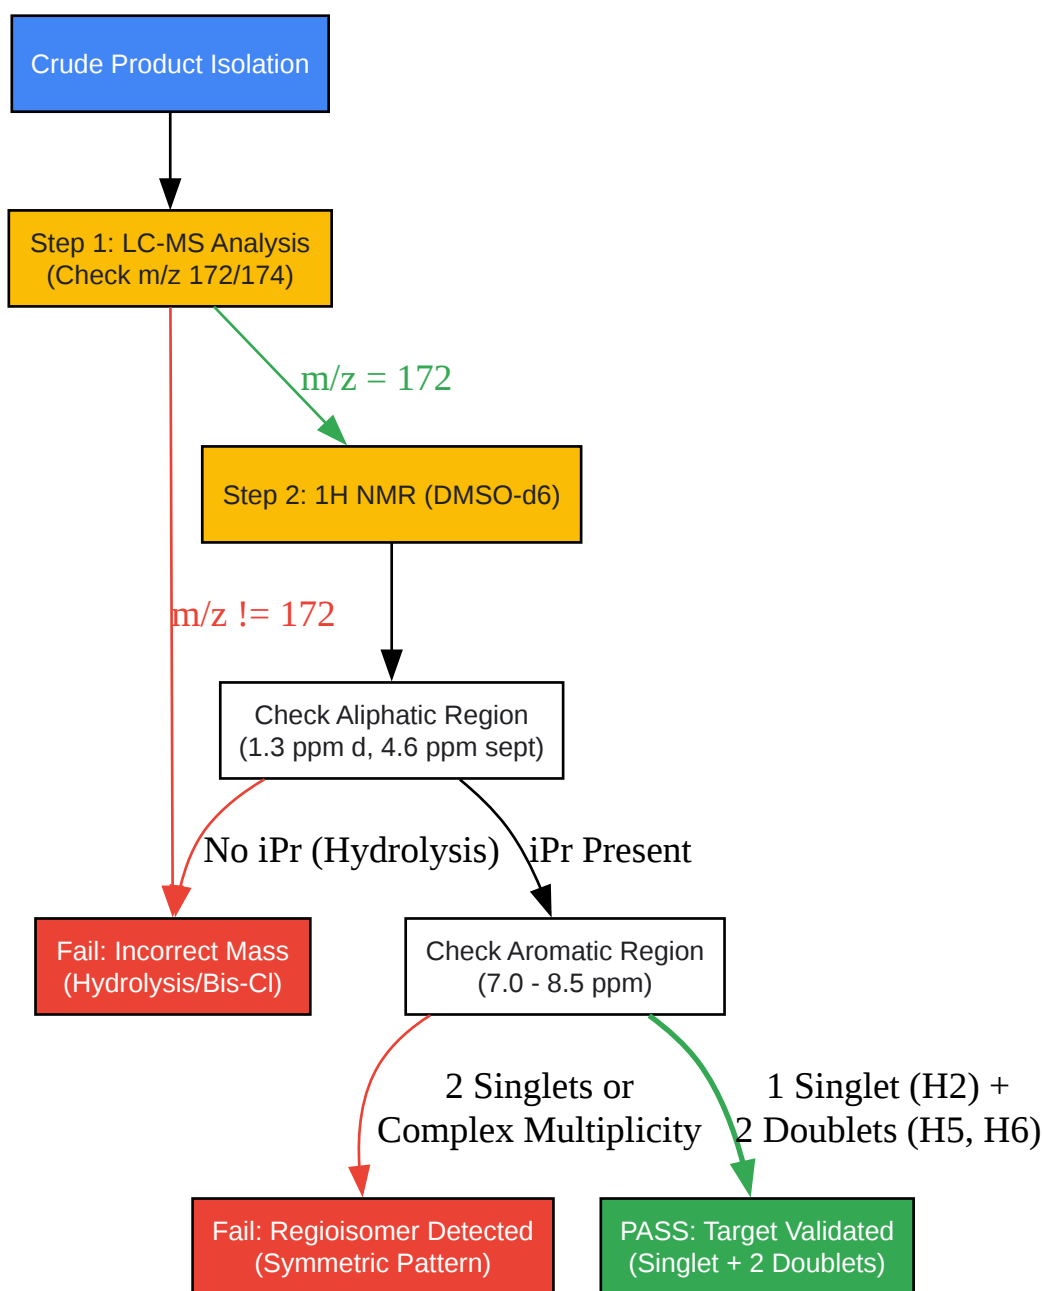 Crude Product Isolation
Step 1: LC-MS Analysis
(Check m/z 172/174)
m/z = 172
Step 2: 1H NMR (DMSO-d6)
m/z != 172
Check Aliphatic Region
(1.3 ppm d, 4.6 ppm sept)
No iPr (Hydrolysis)
iPr Present
Fail: Incorrect Mass
(Hydrolysis/Bis-Cl)
Check Aromatic Region
(7.0 - 8.5 ppm)
2 Singlets or
Complex Multiplicity
1 Singlet (H2) +
2 Doublets (H5, H6)
Fail: Regioisomer Detected
(Symmetric Pattern)
PASS: Target Validated
(Singlet + 2 Doublets)